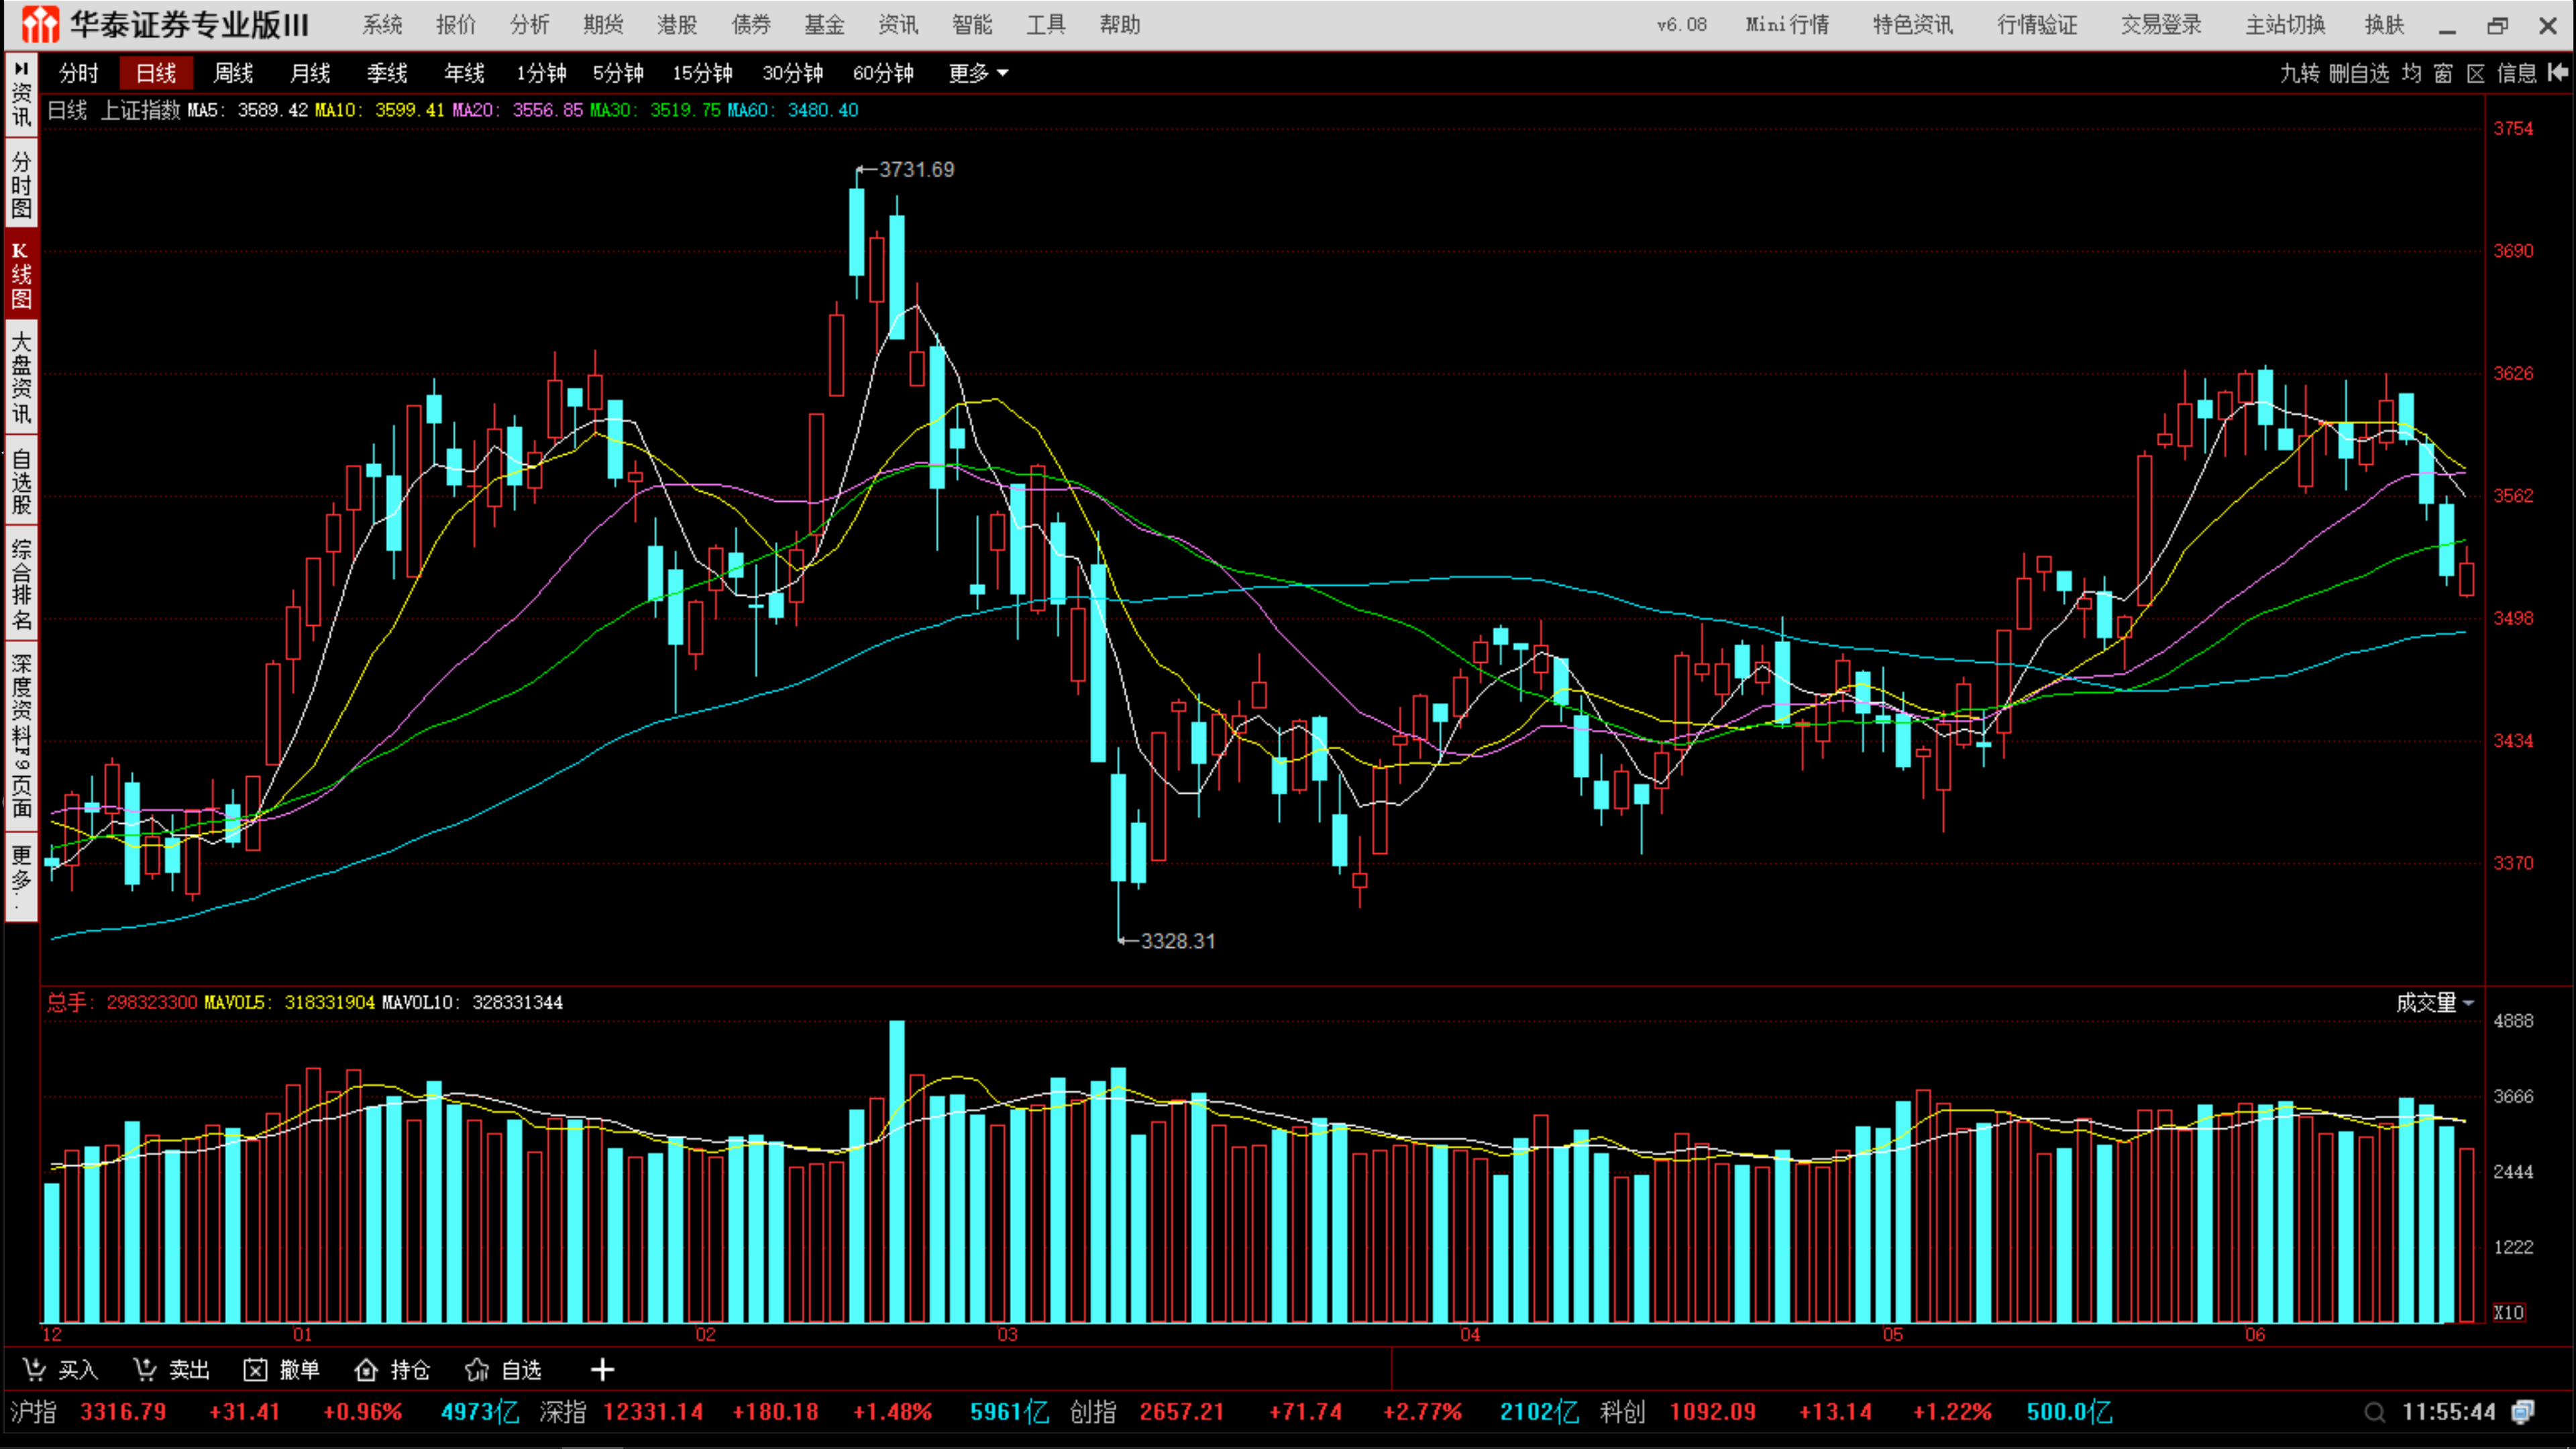 华泰证券专业版III 系统 报价 分析 期货 港股 债券 基金 资讯 智能 工具 帮助 v6.08 Mini行情 特色资讯 行情验证 交易登录 主站切换 换肤
分时 日线 周线 月线 季线 年线 1分钟 5分钟 15分钟 30分钟 60分钟 更多 九转 删自选 均 窗 区 信息
资讯
分时图
K线图
大盘资讯
自选股
综合排名
深度资料F9页面
更多..
日线 上证指数 MA5: 3589.42 MA10: 3599.41 MA20: 3556.85 MA30: 3519.75 MA60: 3480.40
3754
3731.69
3690
3626
3562
3498
3434
3370
3328.31
总手: 298323300 MAVOL5: 318331904 MAVOL10: 328331344 成交量
4888
3666
2444
1222
X10
12 01 02 03 04 05 06
买入 卖出 撤单 持仓 自选 +
沪指 3316.79 +31.41 +0.96% 4973亿 深指 12331.14 +180.18 +1.48% 5961亿 创指 2657.21 +71.74 +2.77% 2102亿 科创 1092.09 +13.14 +1.22% 500.0亿 11:55:44